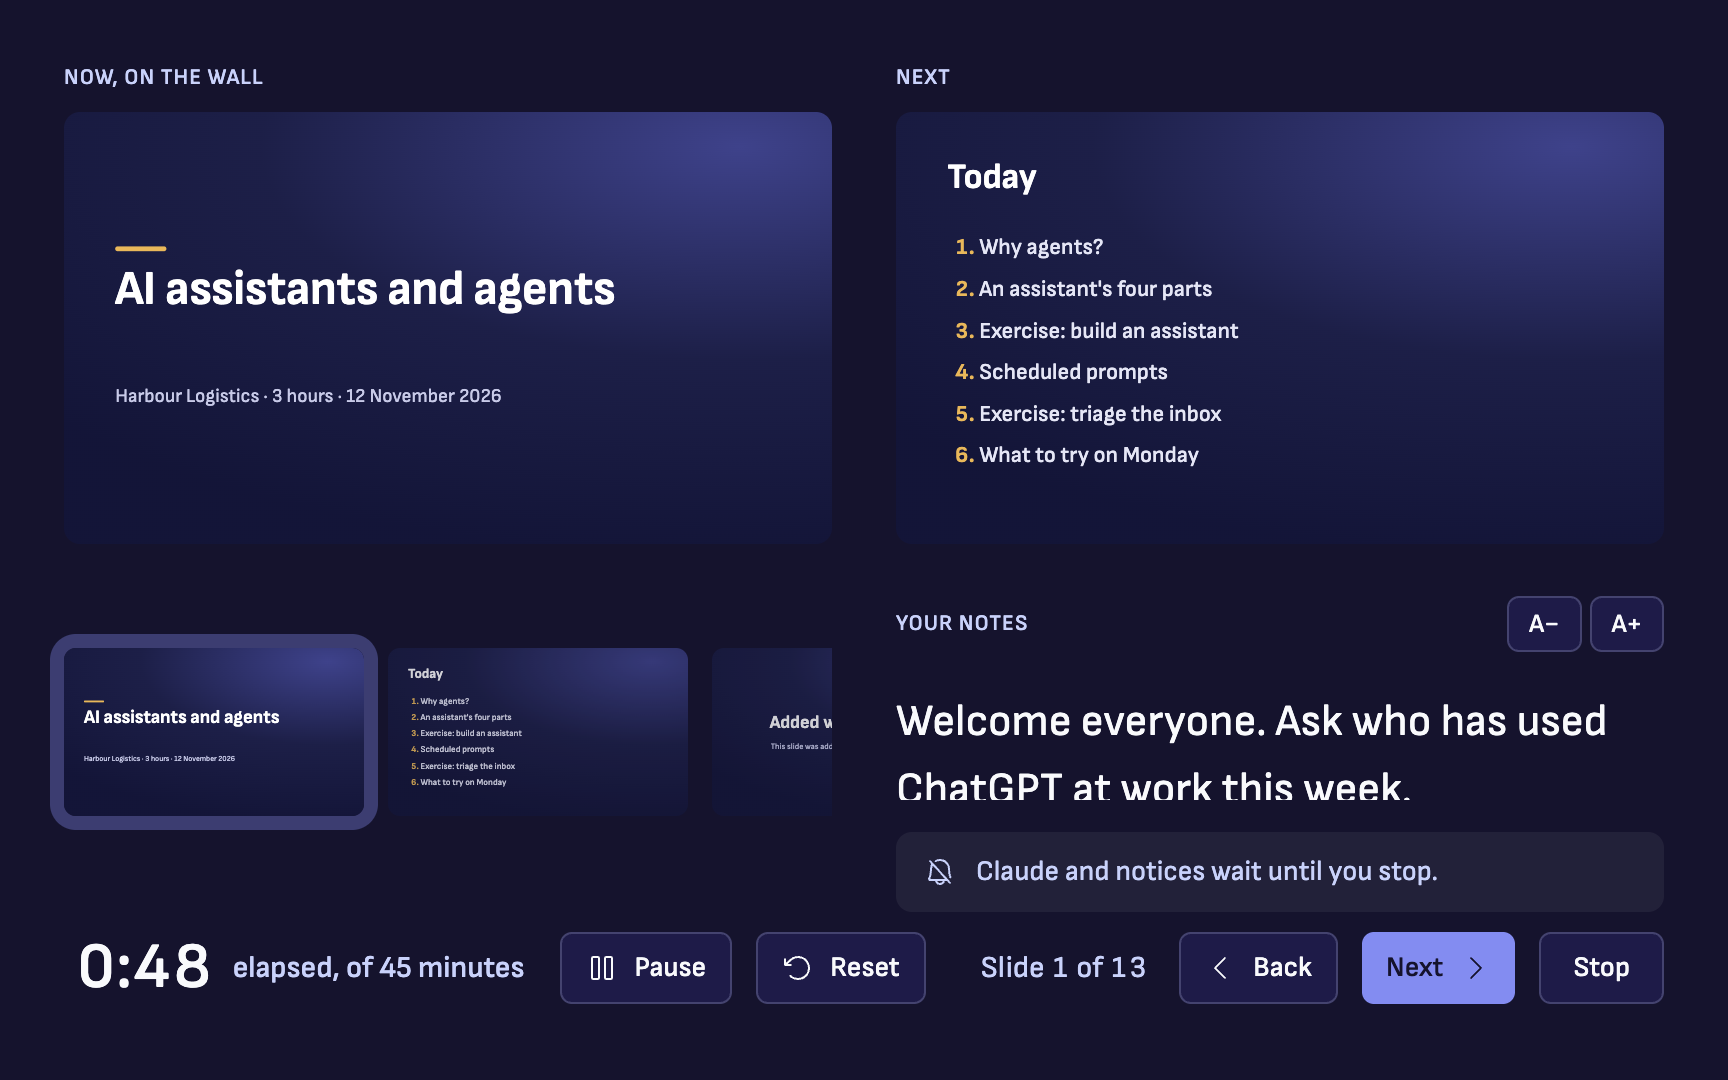 NOW, ON THE WALL
AI assistants and agents
Harbour Logistics · 3 hours · 12 November 2026
NEXT
Today
1. Why agents?
2. An assistant's four parts
3. Exercise: build an assistant
4. Scheduled prompts
5. Exercise: triage the inbox
6. What to try on Monday
AI assistants and agents
Harbour Logistics · 3 hours · 12 November 2026
Today
1. Why agents?
2. An assistant's four parts
3. Exercise: build an assistant
4. Scheduled prompts
5. Exercise: triage the inbox
6. What to try on Monday
Added
This slide was
YOUR NOTES
A− A+
Welcome everyone. Ask who has used
ChatGPT at work this week.
Claude and notices wait until you stop.
0:48 elapsed, of 45 minutes Pause Reset Slide 1 of 13 Back Next Stop